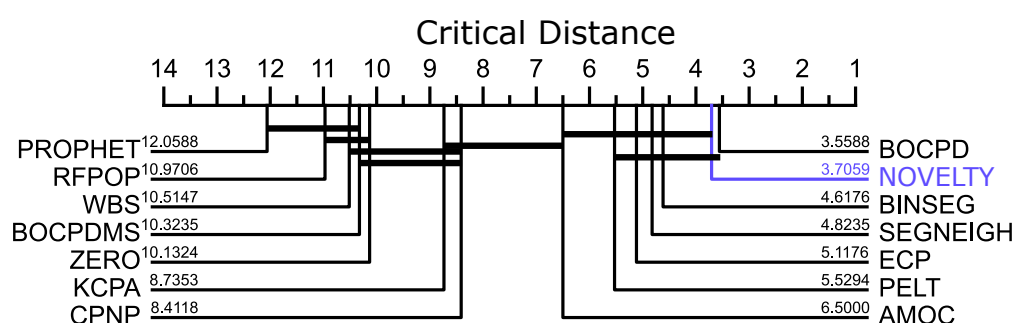 Critical Distance
14 13 12 11 10 9 8 7 6 5 4 3 2 1
PROPHET 12.0588 3.5588 BOCPD
RFPOP 10.9706 3.7059 NOVELTY
WBS 10.5147 4.6176 BINSEG
BOCPDMS 10.3235 4.8235 SEGNEIGH
ZERO 10.1324 5.1176 ECP
KCPA 8.7353 5.5294 PELT
CPNP 8.4118 6.5000 AMOC